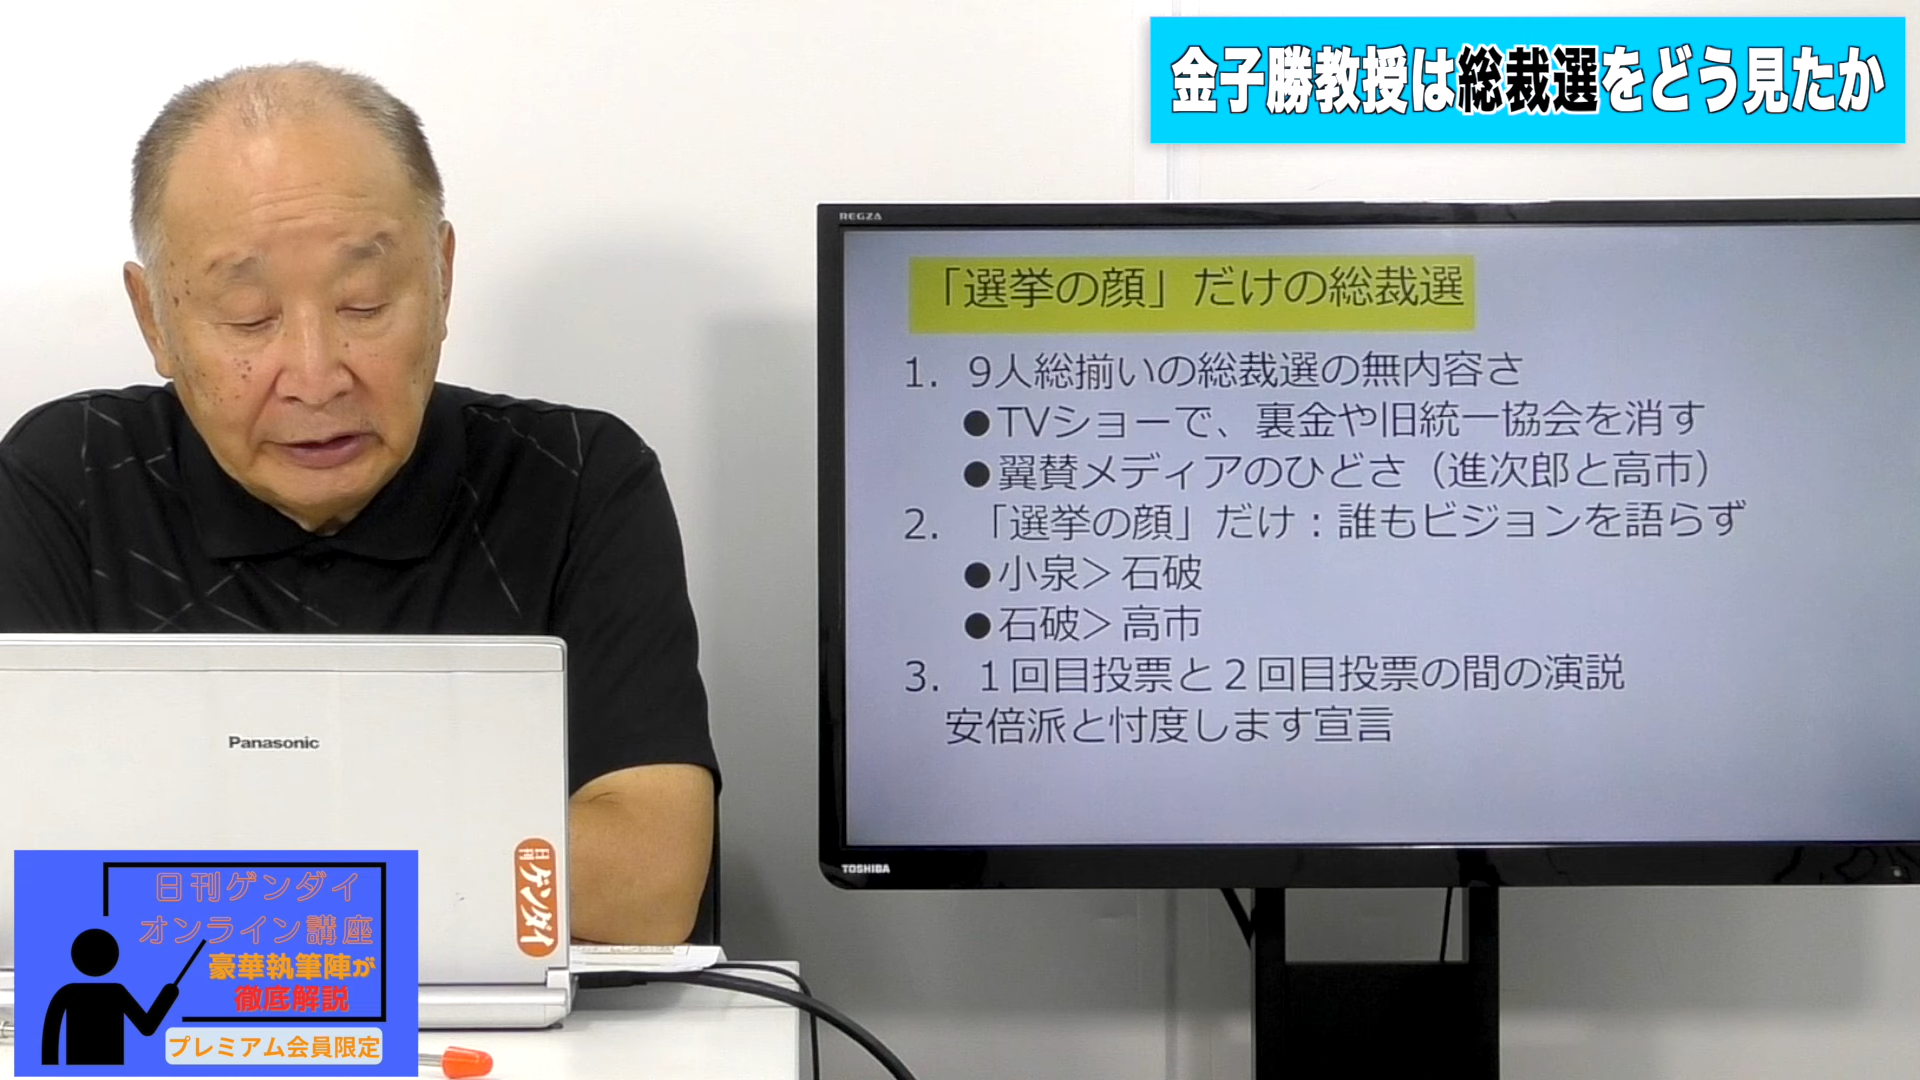 金子勝教授は総裁選をどう見たか
REGZA
「選挙の顔」だけの総裁選
1. 9人総揃いの総裁選の無内容さ
●TVショーで、裏金や旧統一協会を消す
●翼賛メディアのひどさ（進次郎と高市）
2. 「選挙の顔」だけ：誰もビジョンを語らず
●小泉＞石破
●石破＞高市
3. １回目投票と２回目投票の間の演説
安倍派と忖度します宣言
TOSHIBA
Panasonic
日刊
ゲンダイ
日刊ゲンダイ
オンライン講座
豪華執筆陣が
徹底解説
プレミアム会員限定